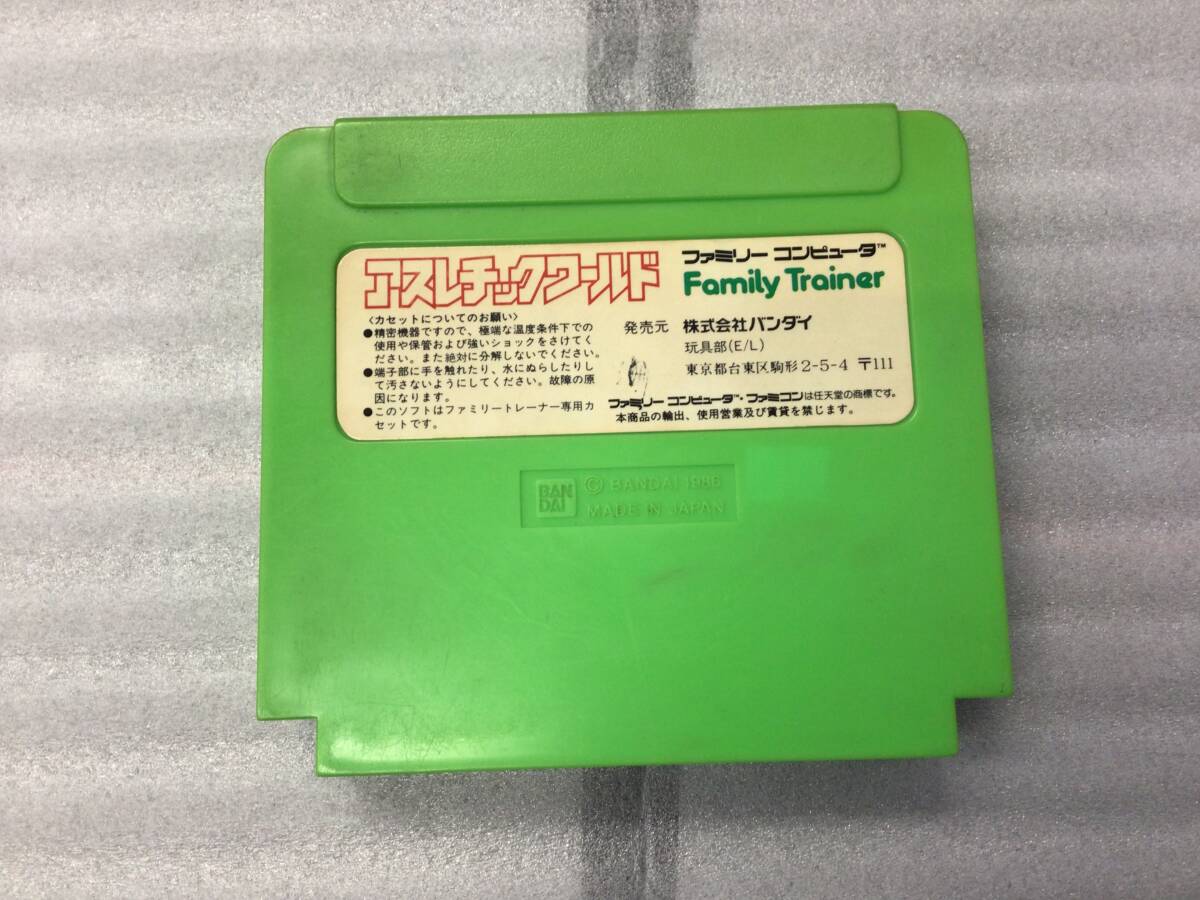 アスレチックワールド
〈カセットについてのお願い〉
●精密機器ですので、極端な温度条件下での
使用や保管および強いショックをさけてく
ださい。また絶対に分解しないでください。
●端子部に手を触れたり、水にぬらしたりし
て汚さないようにしてください。故障の原
因になります。
●このソフトはファミリートレーナー専用カ
セットです。
ファミリー コンピュータ™
Family Trainer
発売元 株式会社バンダイ
玩具部(E/L)
東京都台東区駒形2-5-4 〒111
ファミリー コンピュータ™・ファミコンは任天堂の商標です。
本商品の輸出、使用営業及び賃貸を禁じます。
BAN
DAI
© BANDAI 1986
MADE IN JAPAN